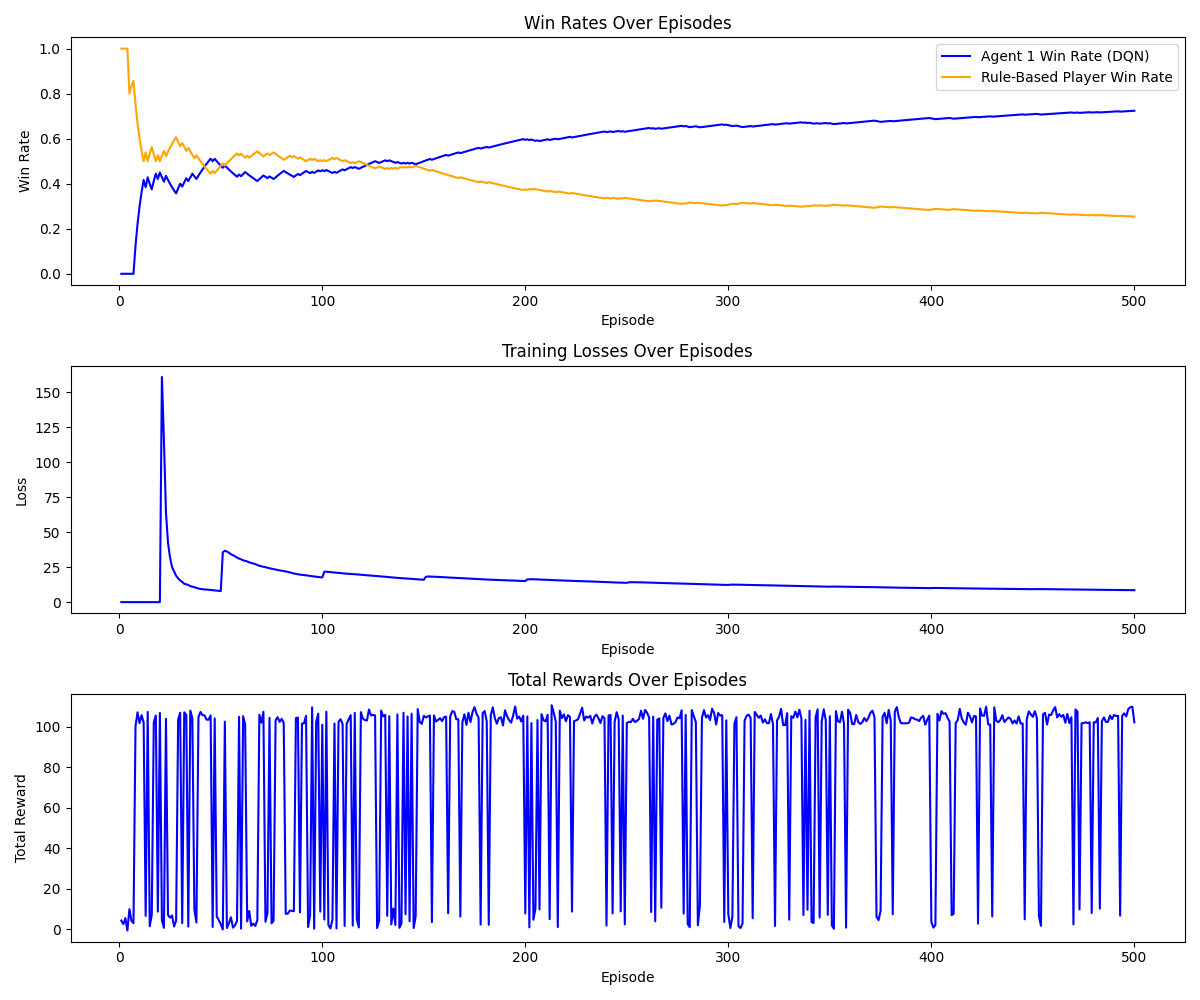 Win Rates Over Episodes
Win Rate
1.0
0.8
0.6
0.4
0.2
0.0
Agent 1 Win Rate (DQN)
Rule-Based Player Win Rate
0 100 200 300 400 500
Episode
Training Losses Over Episodes
Loss
150
125
100
75
50
25
0
0 100 200 300 400 500
Episode
Total Rewards Over Episodes
Total Reward
100
80
60
40
20
0
0 100 200 300 400 500
Episode